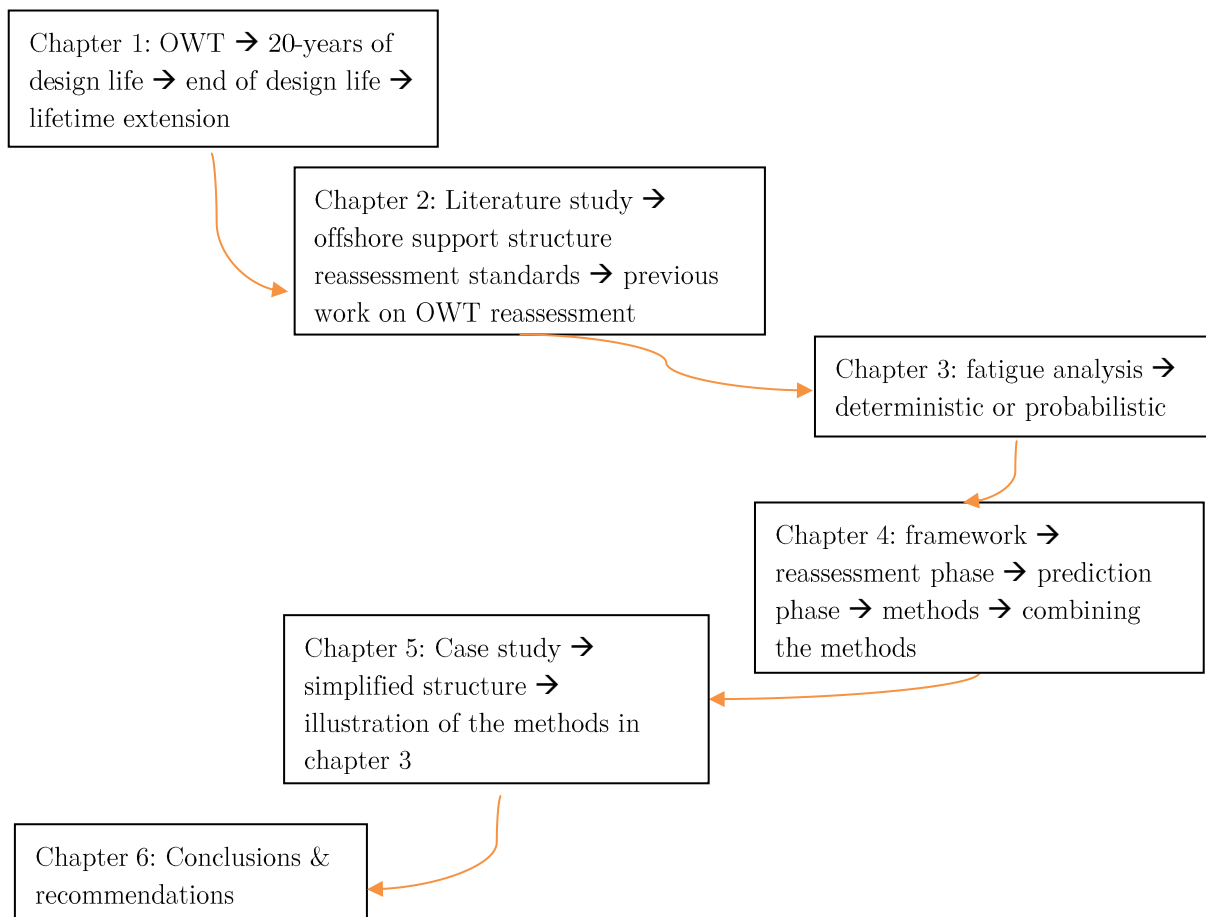 Chapter 1: OWT → 20-years of
design life → end of design life →
lifetime extension
Chapter 2: Literature study →
offshore support structure
reassessment standards → previous
work on OWT reassessment
Chapter 3: fatigue analysis →
deterministic or probabilistic
Chapter 4: framework →
reassessment phase → prediction
phase → methods → combining
the methods
Chapter 5: Case study →
simplified structure →
illustration of the methods in
chapter 3
Chapter 6: Conclusions &
recommendations